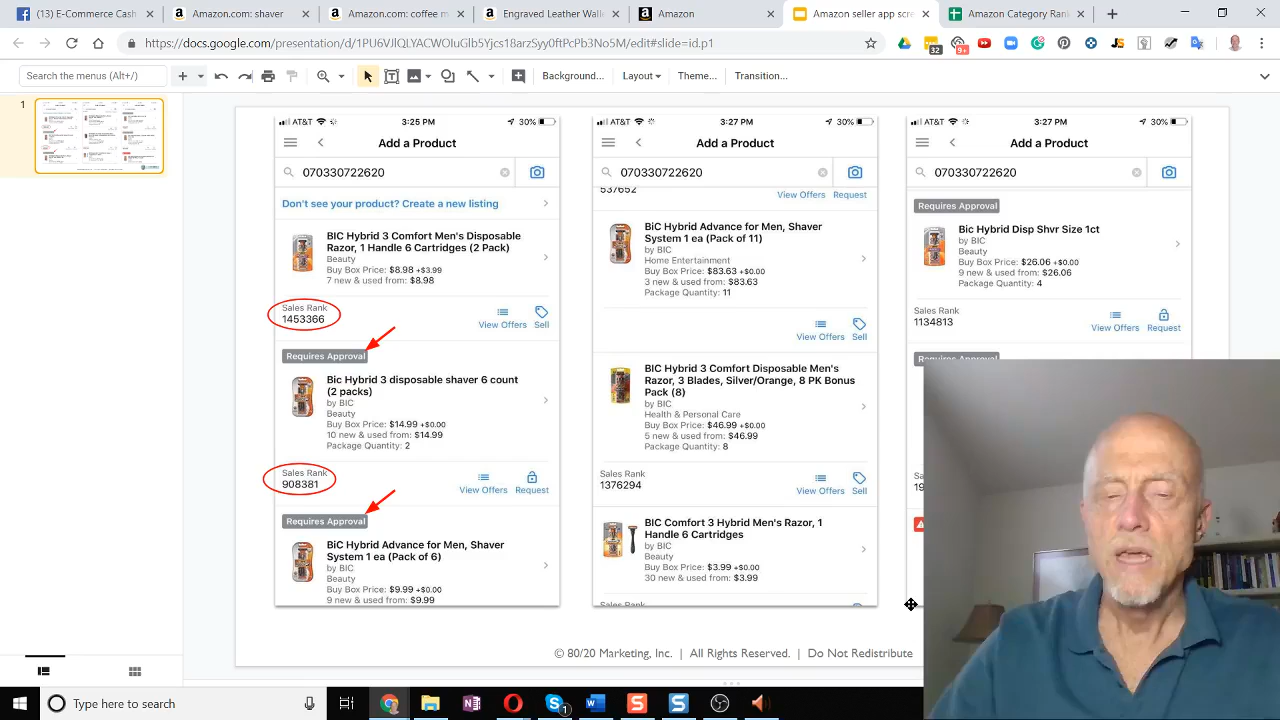 (13) E-Commerce Cash
Amazon.com: shaver
Amazon.com: coffee m
Engraved Leather Walle
Amazon
Amazon seller app scre
Amazon Category Rank
Search the menus (Alt+/)
Background...
Layout
Theme...
Transition...
1
AT&T
3:25 PM
30%
Add a Product
070330722620
Don't see your product? Create a new listing
BIC Hybrid 3 Comfort Men's Disposable
Razor, 1 Handle 6 Cartridges (2 Pack)
Beauty
Buy Box Price: $8.98 +$3.99
7 new & used from: $8.98
Sales Rank
1453366
View Offers
Sell
Requires Approval
Bic Hybrid 3 disposable shaver 6 count
(2 packs)
by BIC
Beauty
Buy Box Price: $14.99 +$0.00
10 new & used from: $14.99
Package Quantity: 2
Sales Rank
908381
View Offers
Request
Requires Approval
BiC Hybrid Advance for Men, Shaver
System 1 ea (Pack of 6)
by BIC
Beauty
Buy Box Price: $9.99 +$0.00
9 new & used from: $9.99
AT&T
3:27 PM
30%
Add a Product
070330722620
537652
View Offers
Request
BiC Hybrid Advance for Men, Shaver
System 1 ea (Pack of 11)
by BIC
Home Entertainment
Buy Box Price: $83.63 +$0.00
3 new & used from: $83.63
Package Quantity: 11
View Offers
Sell
BIC Hybrid 3 Comfort Disposable Men's
Razor, 3 Blades, Silver/Orange, 8 PK Bonus
Pack (8)
by BIC
Health & Personal Care
Buy Box Price: $46.99 +$0.00
5 new & used from: $46.99
Package Quantity: 8
Sales Rank
1376294
View Offers
Sell
BIC Comfort 3 Hybrid Men's Razor, 1
Handle 6 Cartridges
by BIC
Beauty
Buy Box Price: $3.99 +$0.00
30 new & used from: $3.99
Sales Rank
AT&T
3:27 PM
30%
Add a Product
070330722620
Requires Approval
Bic Hybrid Disp Shvr Size 1ct
by BIC
Beauty
Buy Box Price: $26.06 +$0.00
9 new & used from: $26.06
Package Quantity: 4
Sales Rank
1134813
View Offers
Request
Requires Approval
© 80/20 Marketing, Inc. | All Rights Reserved. | Do Not Redistribute
Type here to search